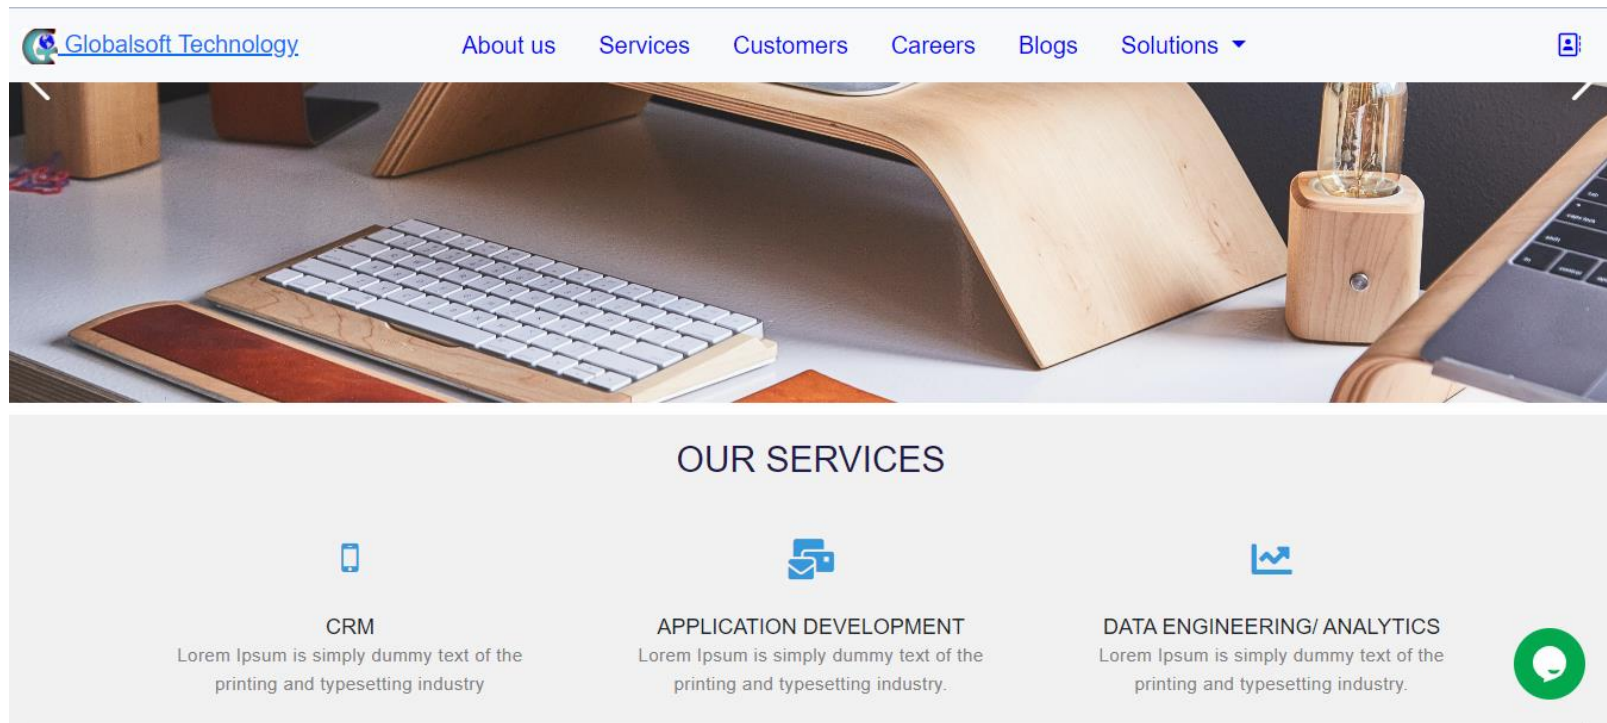 Globalsoft Technology
About us Services Customers Careers Blogs Solutions
OUR SERVICES
CRM
Lorem Ipsum is simply dummy text of the
printing and typesetting industry
APPLICATION DEVELOPMENT
Lorem Ipsum is simply dummy text of the
printing and typesetting industry.
DATA ENGINEERING/ ANALYTICS
Lorem Ipsum is simply dummy text of the
printing and typesetting industry.